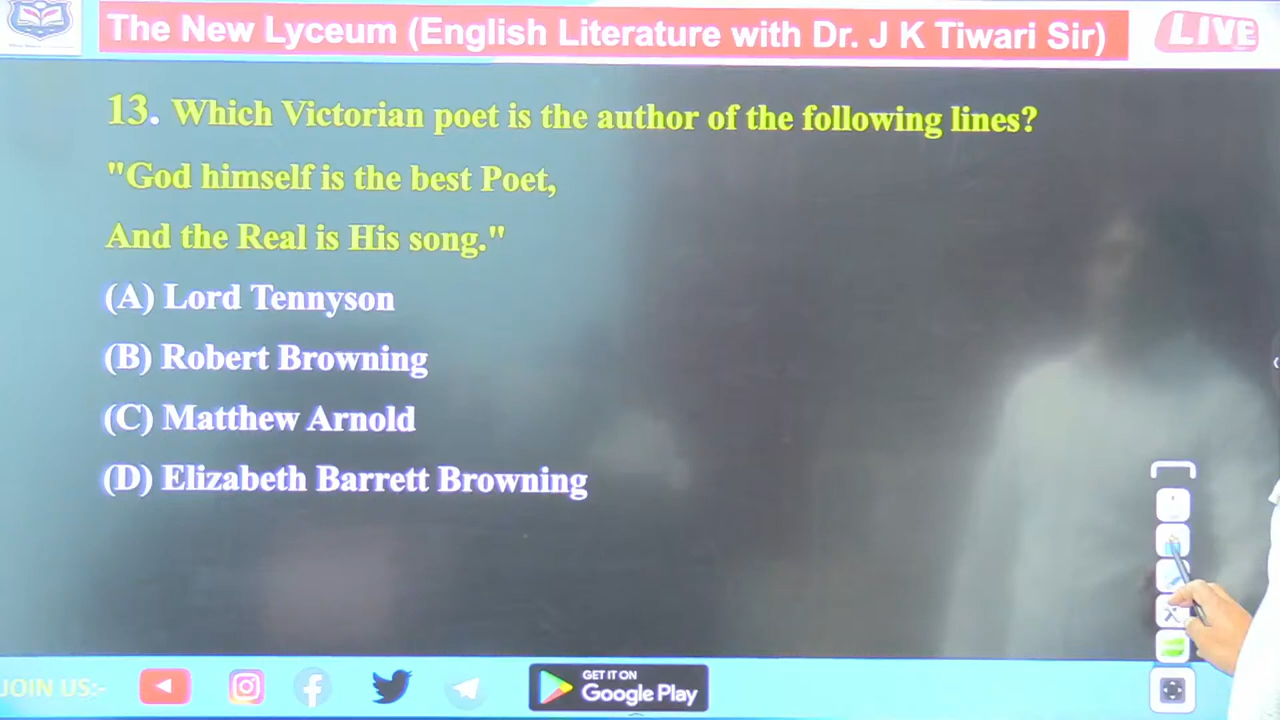 The New Lyceum (English Literature with Dr. J K Tiwari Sir)
LIVE
13. Which Victorian poet is the author of the following lines?
"God himself is the best Poet,
And the Real is His song."
(A) Lord Tennyson
(B) Robert Browning
(C) Matthew Arnold
(D) Elizabeth Barrett Browning
JOIN US:-
GET IT ON
Google Play